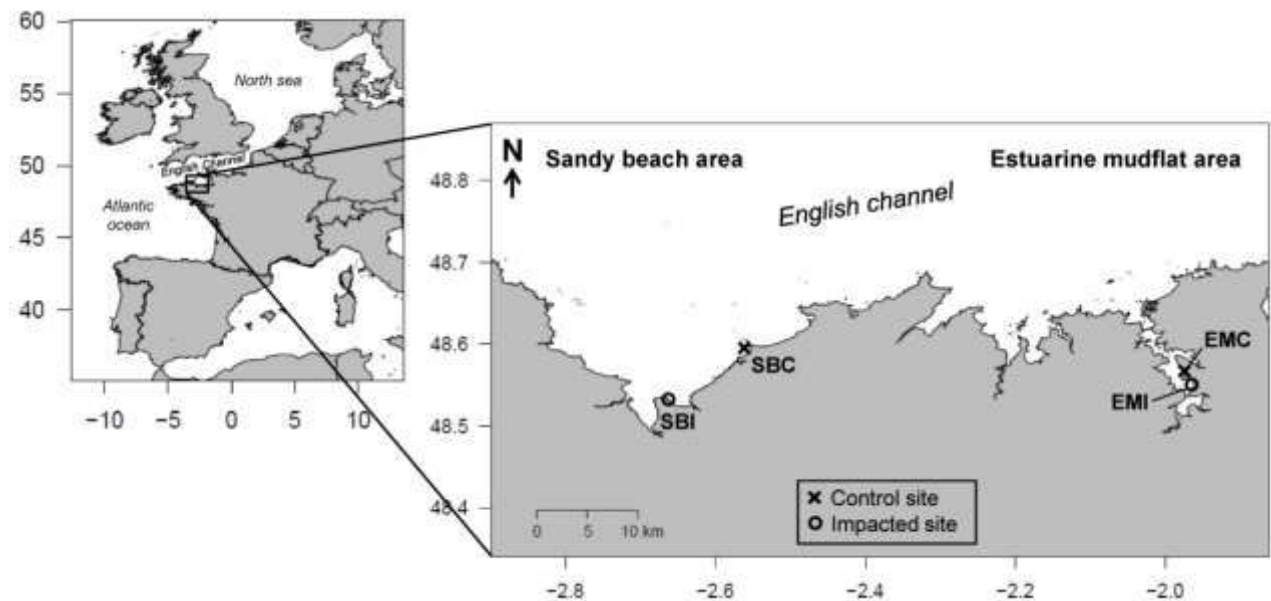 60
55
50
45
40
−10
−5
0
5
10
North sea
English Channel
Atlantic
ocean
N
Sandy beach area
Estuarine mudflat area
English channel
48.8
48.7
48.6
48.5
48.4
SBC
SBI
EMC
EMI
Control site
Impacted site
0 5 10 km
−2.8
−2.6
−2.4
−2.2
−2.0